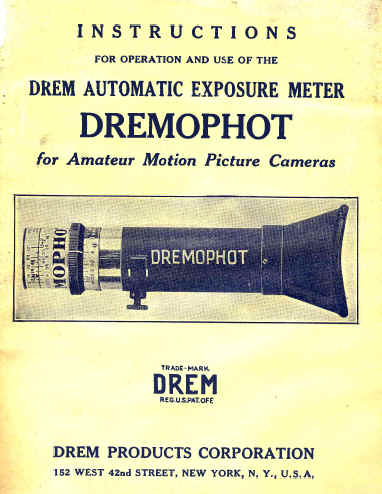 INSTRUCTIONS
FOR OPERATION AND USE OF THE
DREM AUTOMATIC EXPOSURE METER
DREMOPHOT
for Amateur Motion Picture Cameras
MOPHO
DREMOPHOT
TRADE-MARK
DREM
REG.U.S.PAT.OFF.
DREM PRODUCTS CORPORATION
152 WEST 42nd STREET, NEW YORK, N. Y., U.S.A.